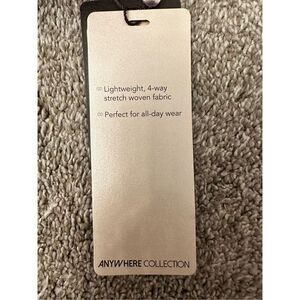 Lightweight, 4-way
stretch woven fabric
Perfect for all-day wear
ANYWHERE COLLECTION